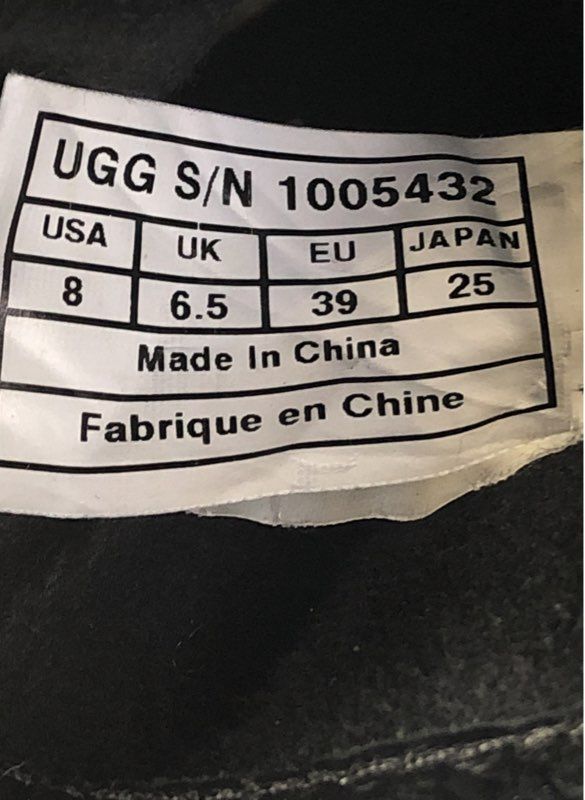 UGG S/N 1005432
USA UK EU JAPAN
8 6.5 39 25
Made In China
Fabrique en Chine